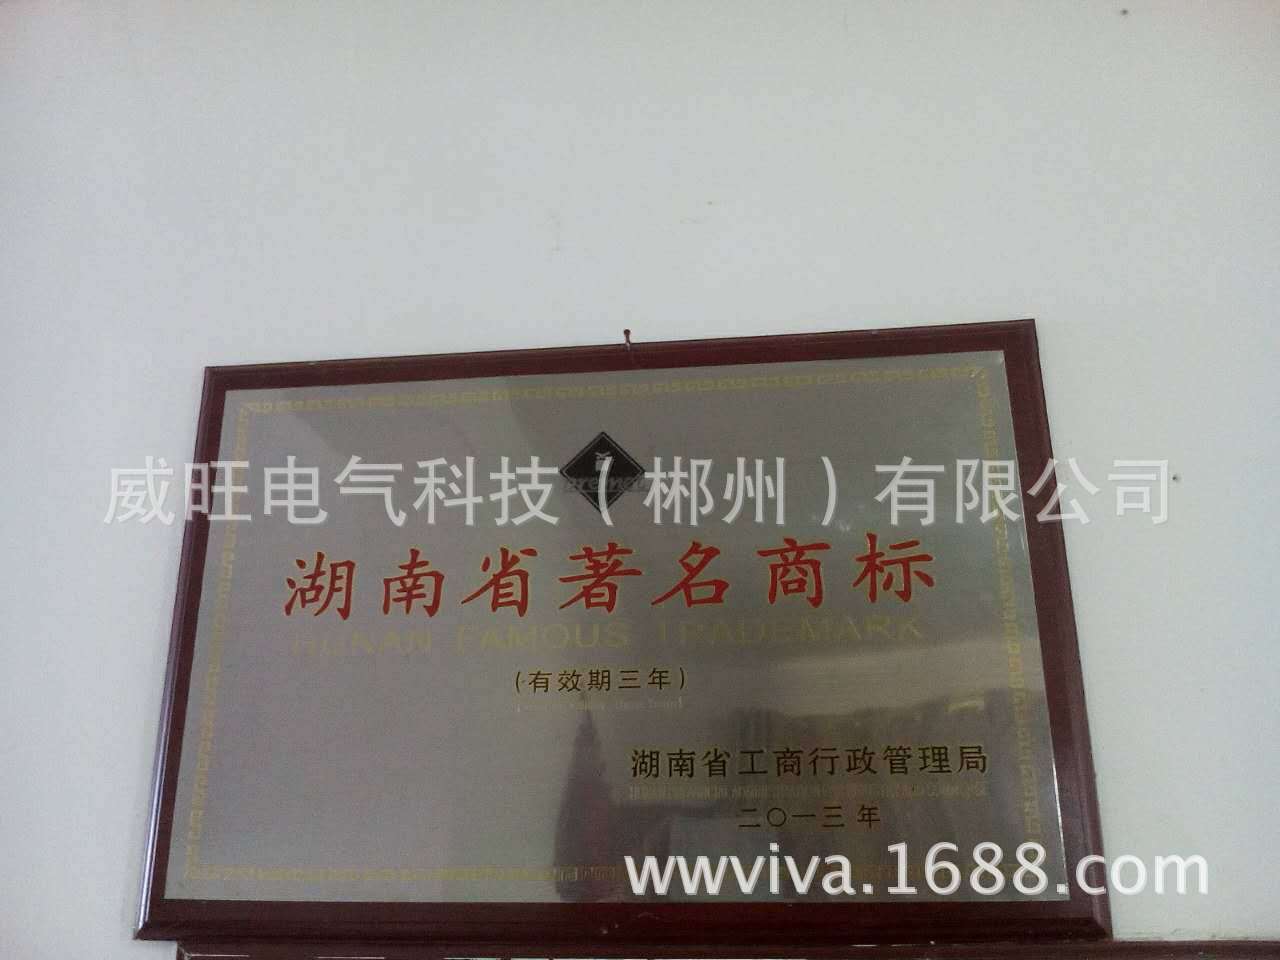 威旺电气科技（郴州）有限公司
湖南省著名商标
HUNAN FAMOUS TRADEMARK
(有效期三年)
湖南省工商行政管理局
二〇一三年
wwviva.1688.com